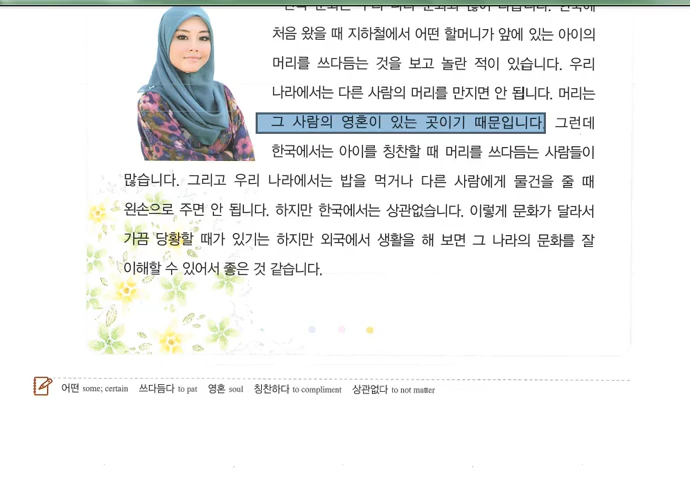 처음 왔을 때 지하철에서 어떤 할머니가 앞에 있는 아이의
머리를 쓰다듬는 것을 보고 놀란 적이 있습니다. 우리
나라에서는 다른 사람의 머리를 만지면 안 됩니다. 머리는
그 사람의 영혼이 있는 곳이기 때문입니다. 그런데
한국에서는 아이를 칭찬할 때 머리를 쓰다듬는 사람들이
많습니다. 그리고 우리 나라에서는 밥을 먹거나 다른 사람에게 물건을 줄 때
왼손으로 주면 안 됩니다. 하지만 한국에서는 상관없습니다. 이렇게 문화가 달라서
가끔 당황할 때가 있기는 하지만 외국에서 생활을 해 보면 그 나라의 문화를 잘
이해할 수 있어서 좋은 것 같습니다.
어떤 some; certain 쓰다듬다 to pat 영혼 soul 칭찬하다 to compliment 상관없다 to not matter